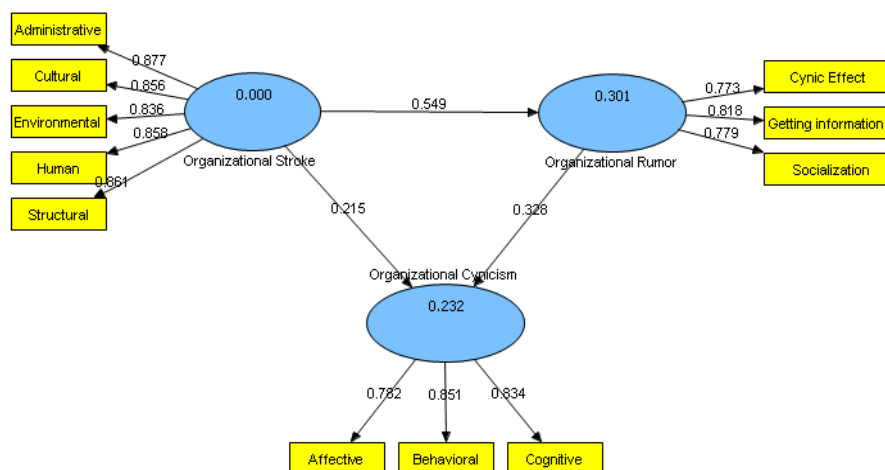 Administrative
0.877
Cultural
0.856
Environmental
0.836
Human
0.858
Structural
0.861
0.000
Organizational Stroke
0.549
0.301
Organizational Rumor
0.773
Cynic Effect
0.818
Getting information
0.779
Socialization
0.215
0.328
Organizational Cynicism
0.232
0.782
0.851
0.834
Affective
Behavioral
Cognitive